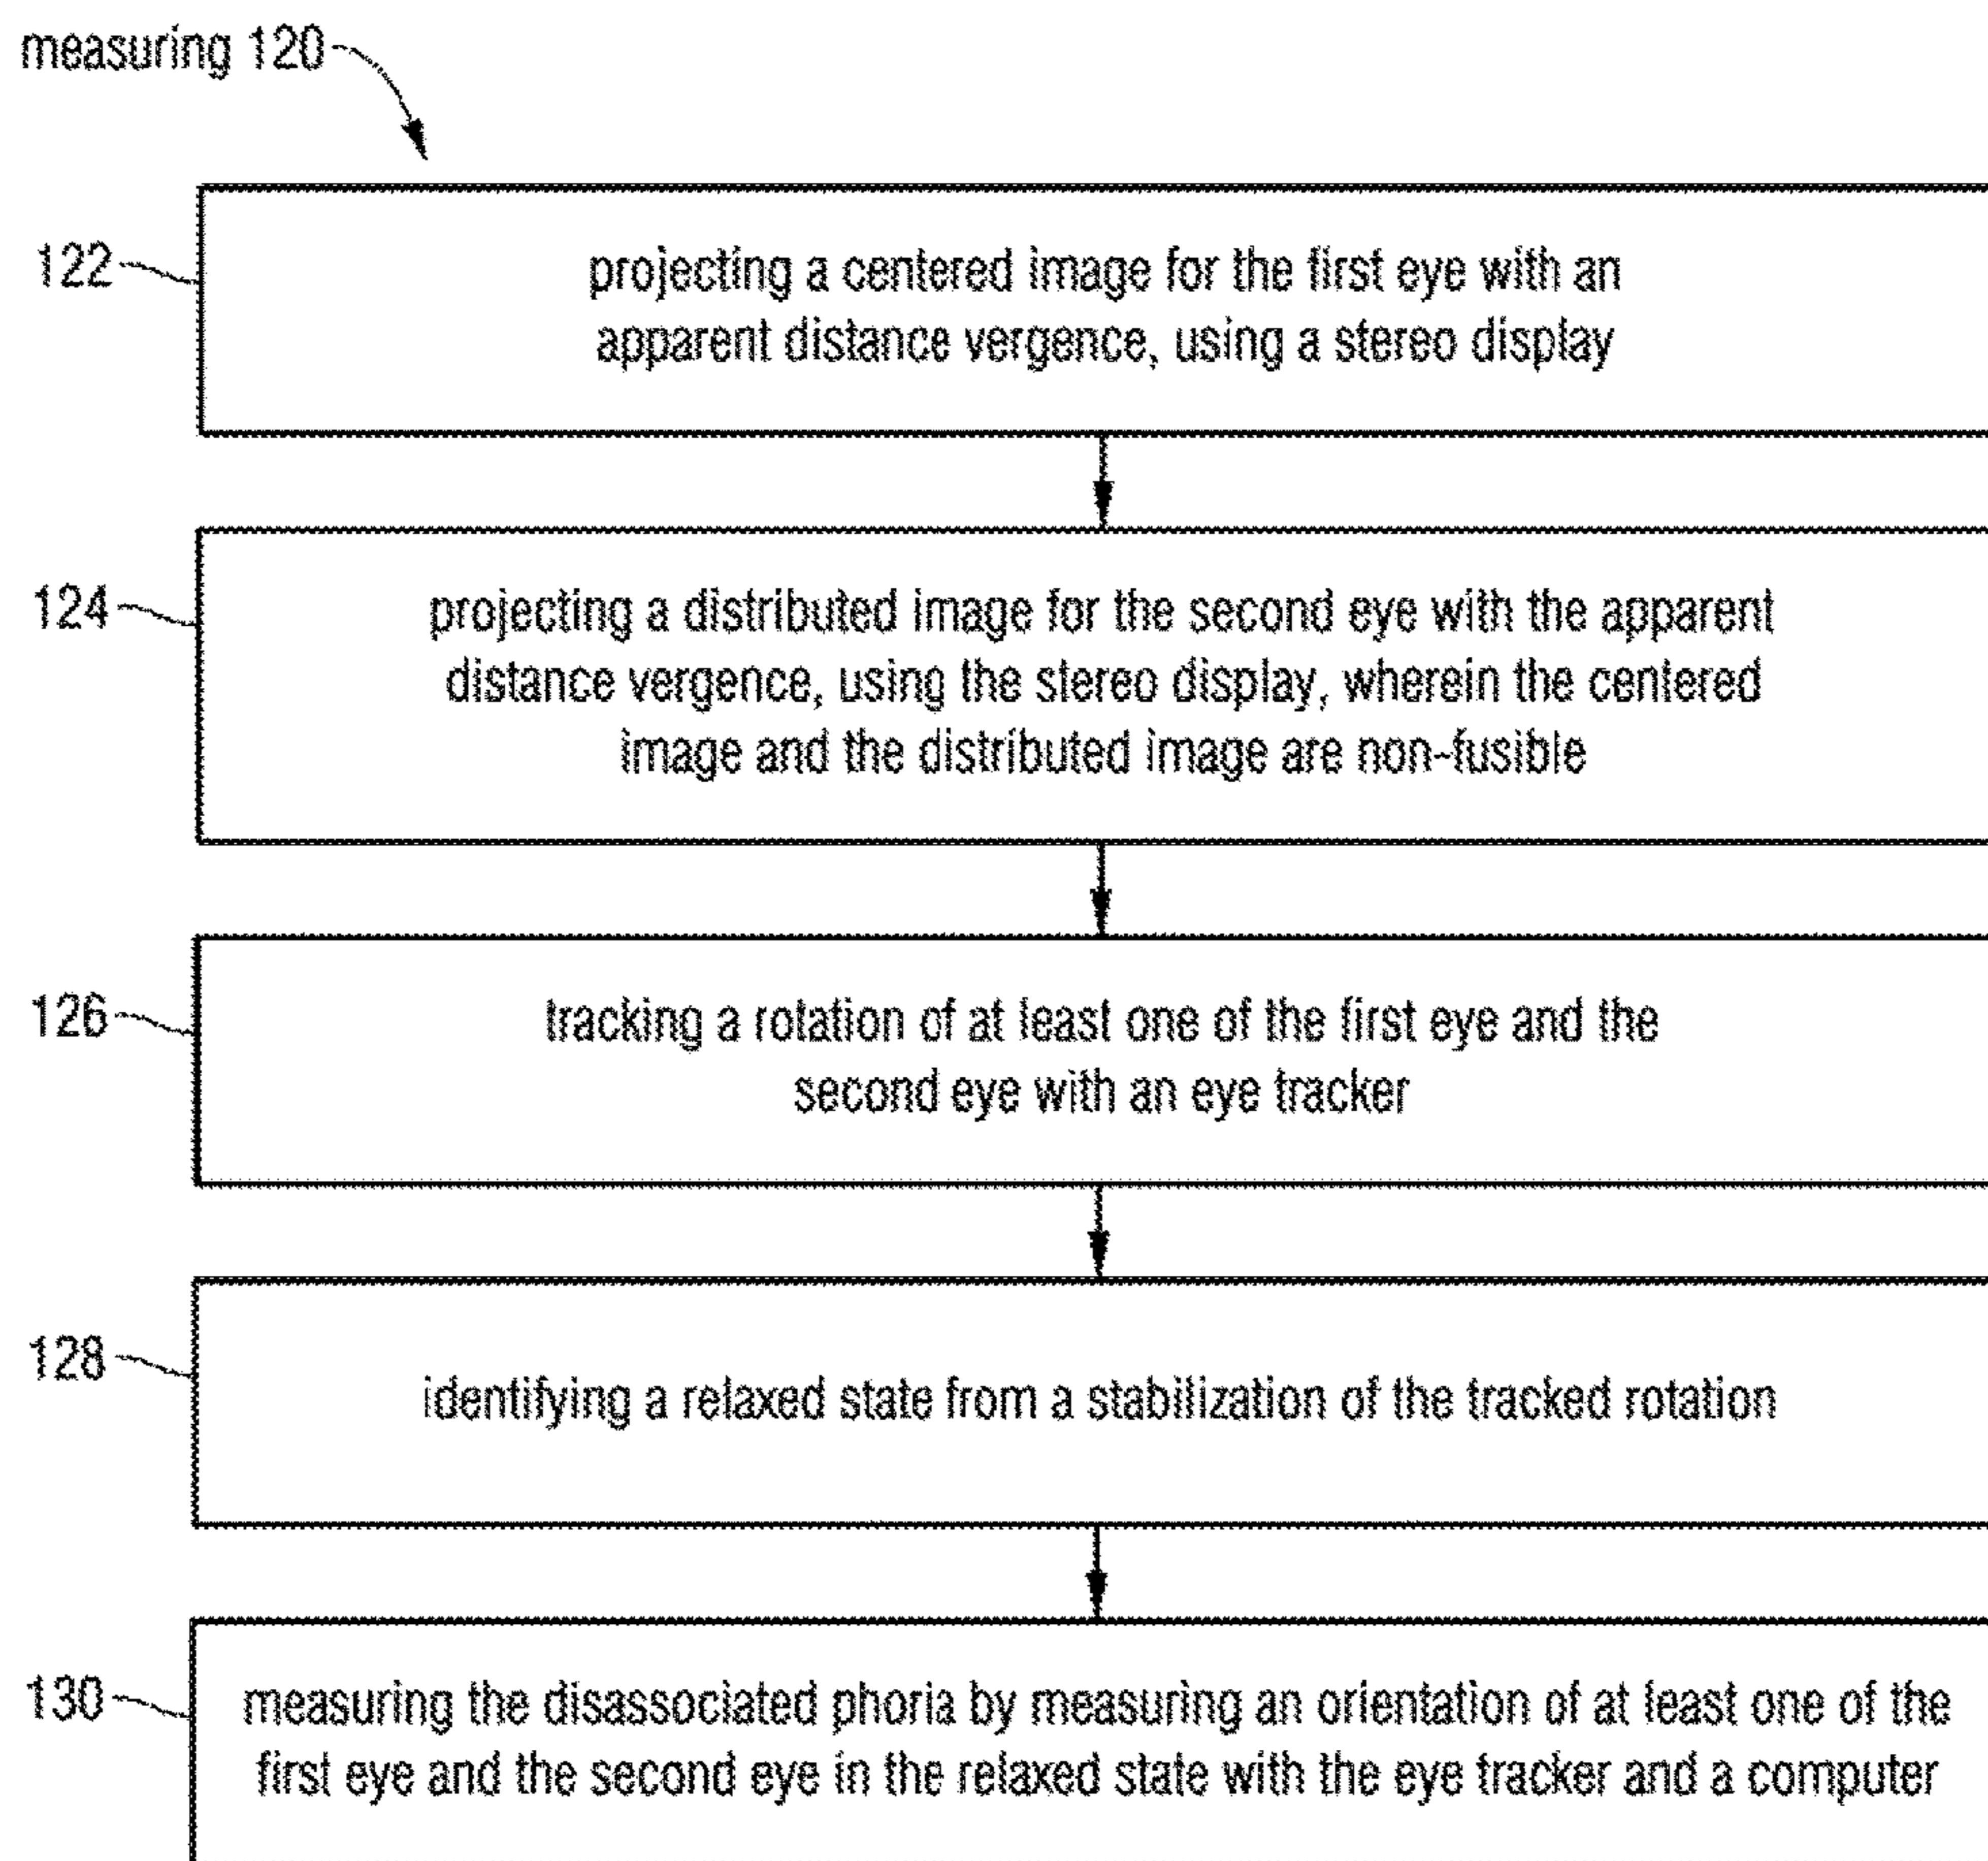 measuring 120
122
projecting a centered image for the first eye with an
apparent distance vergence, using a stereo display
124
projecting a distributed image for the second eye with the apparent
distance vergence, using the stereo display, wherein the centered
image and the distributed image are non-fusible
126
tracking a rotation of at least one of the first eye and the
second eye with an eye tracker
128
identifying a relaxed state from a stabilization of the tracked rotation
130
measuring the disassociated phoria by measuring an orientation of at least one of the
first eye and the second eye in the relaxed state with the eye tracker and a computer